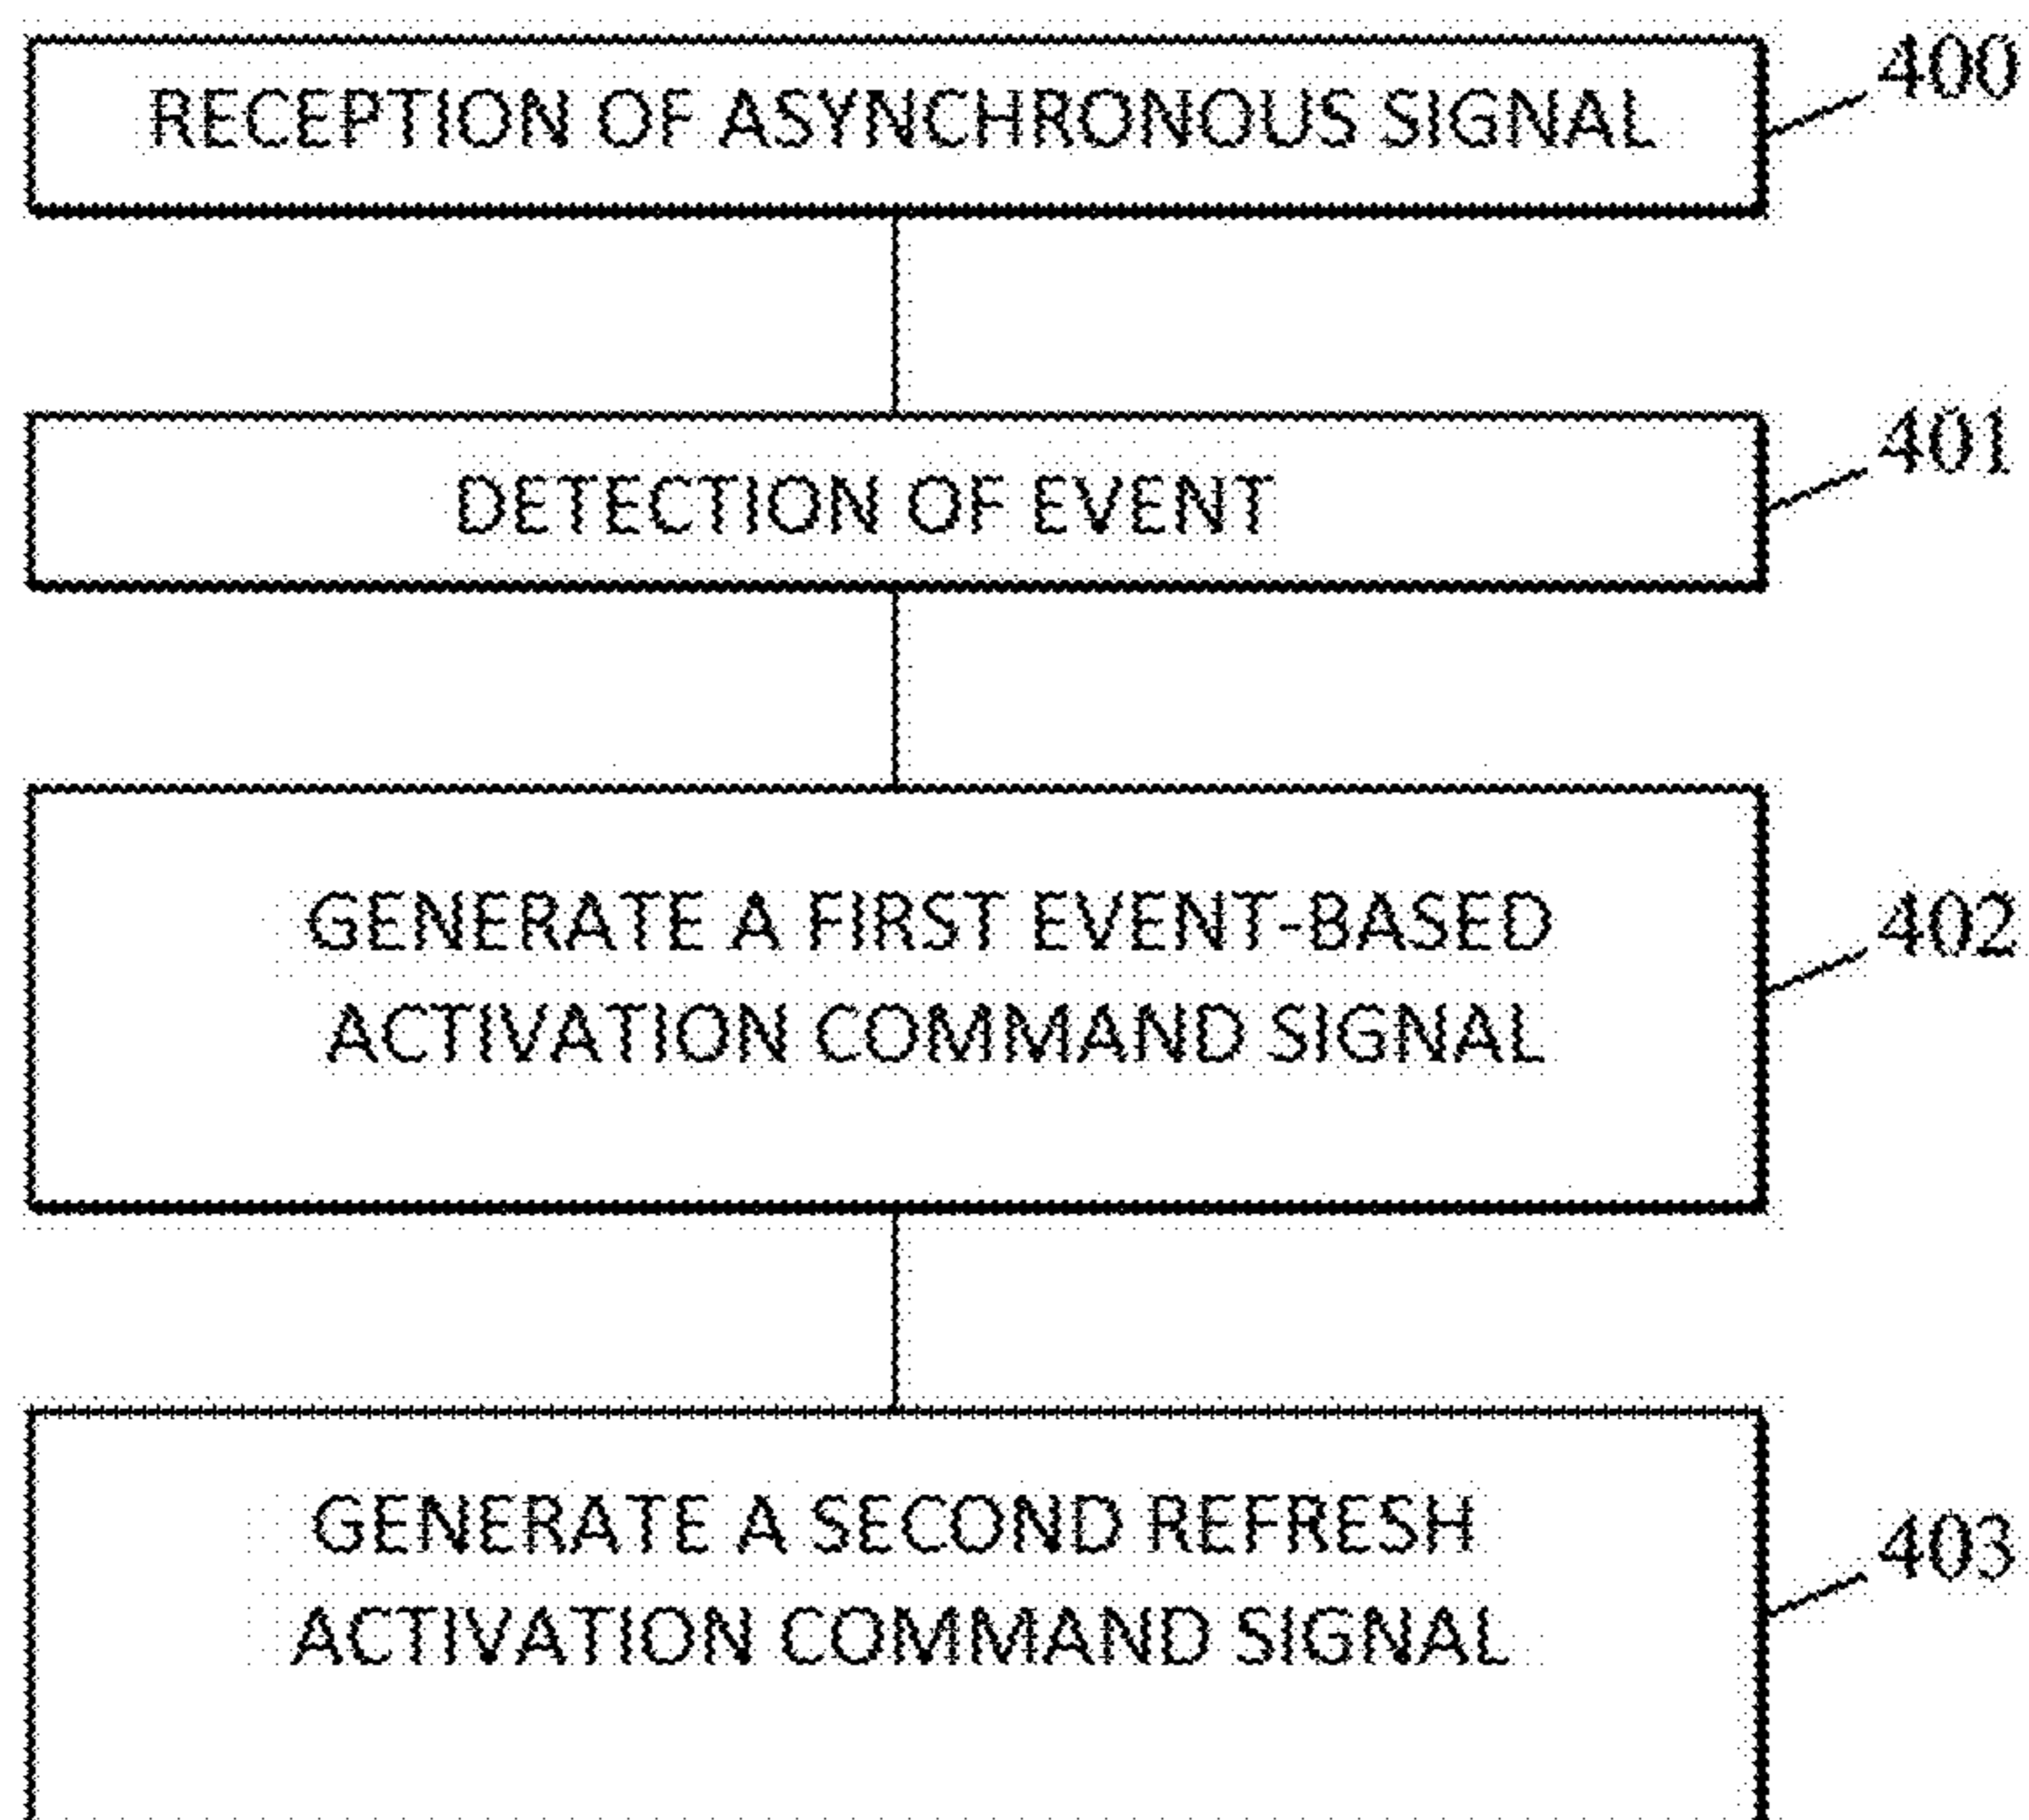 RECEPTION OF ASYNCHRONOUS SIGNAL
400
DETECTION OF EVENT
401
GENERATE A FIRST EVENT-BASED
ACTIVATION COMMAND SIGNAL
402
GENERATE A SECOND REFRESH
ACTIVATION COMMAND SIGNAL
403